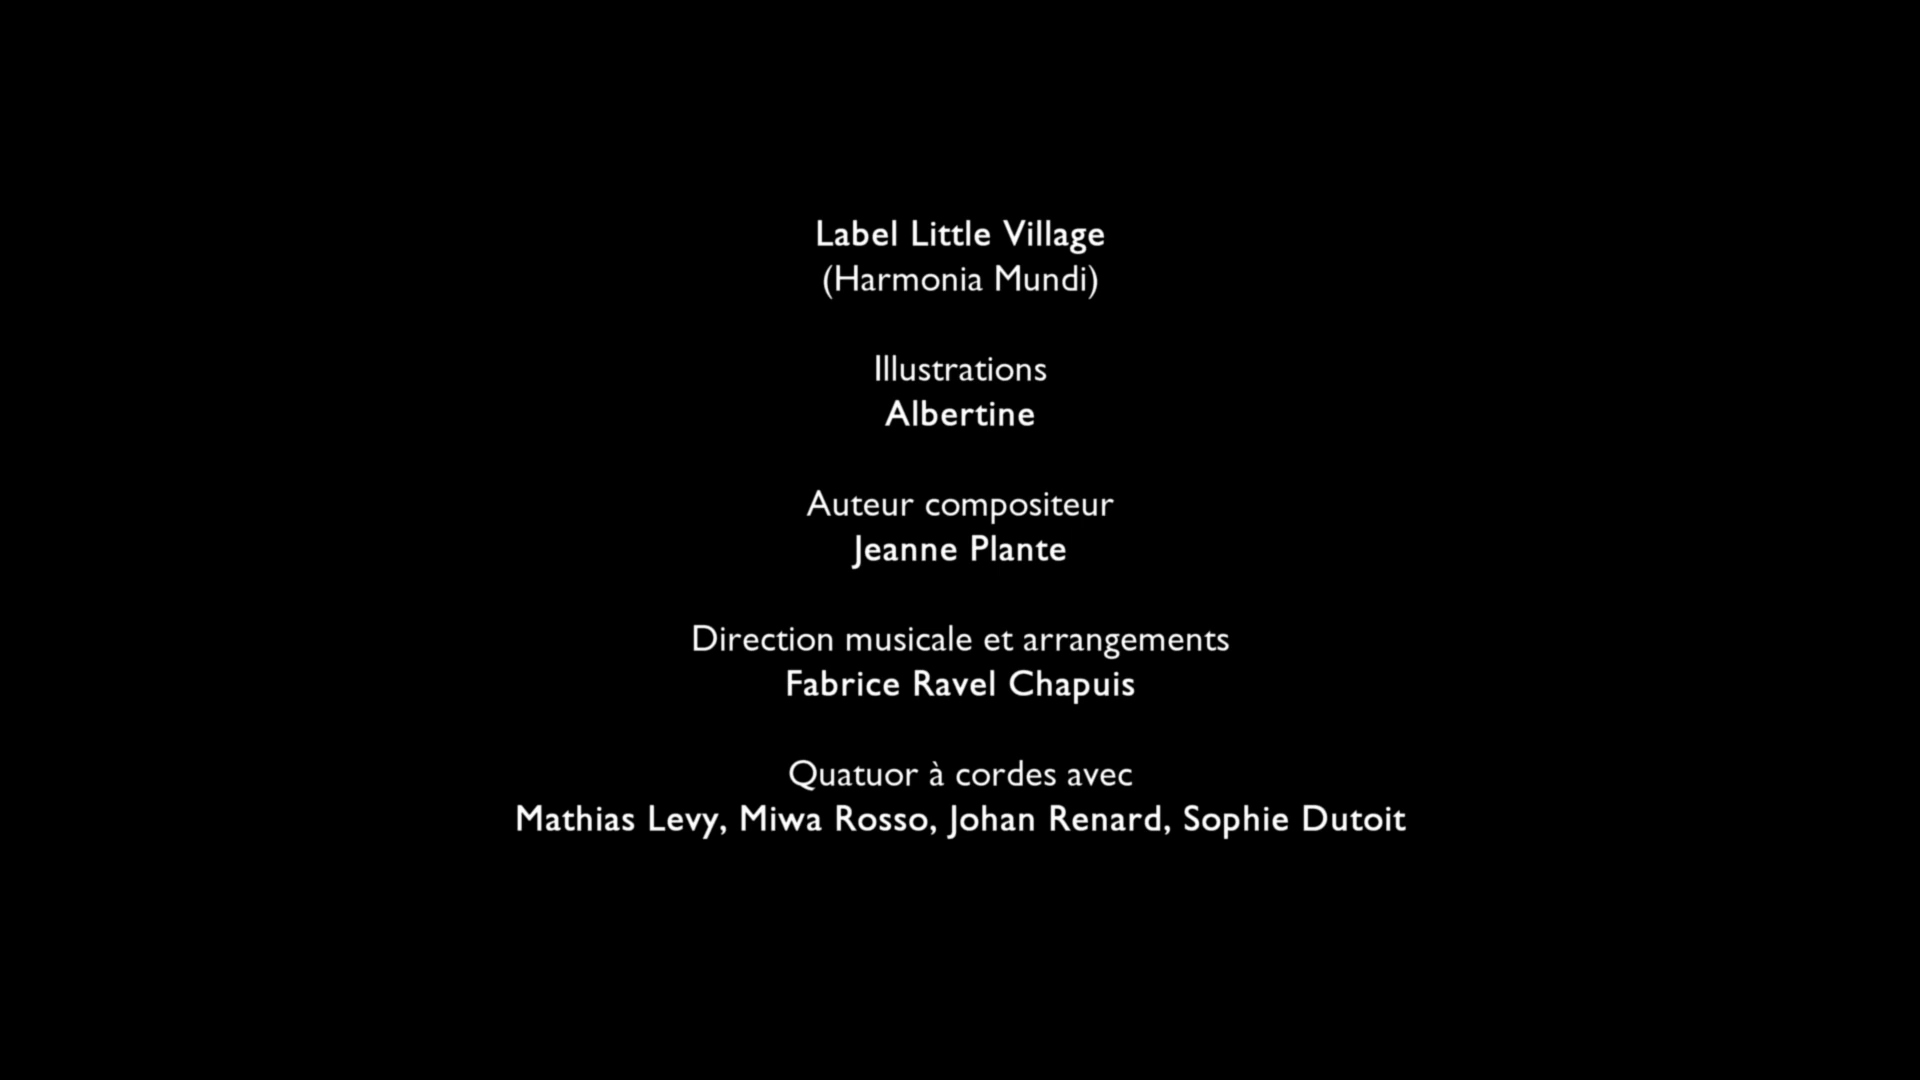 Label Little Village
(Harmonia Mundi)
Illustrations
Albertine
Auteur compositeur
Jeanne Plante
Direction musicale et arrangements
Fabrice Ravel Chapuis
Quatuor à cordes avec
Mathias Levy, Miwa Rosso, Johan Renard, Sophie Dutoit